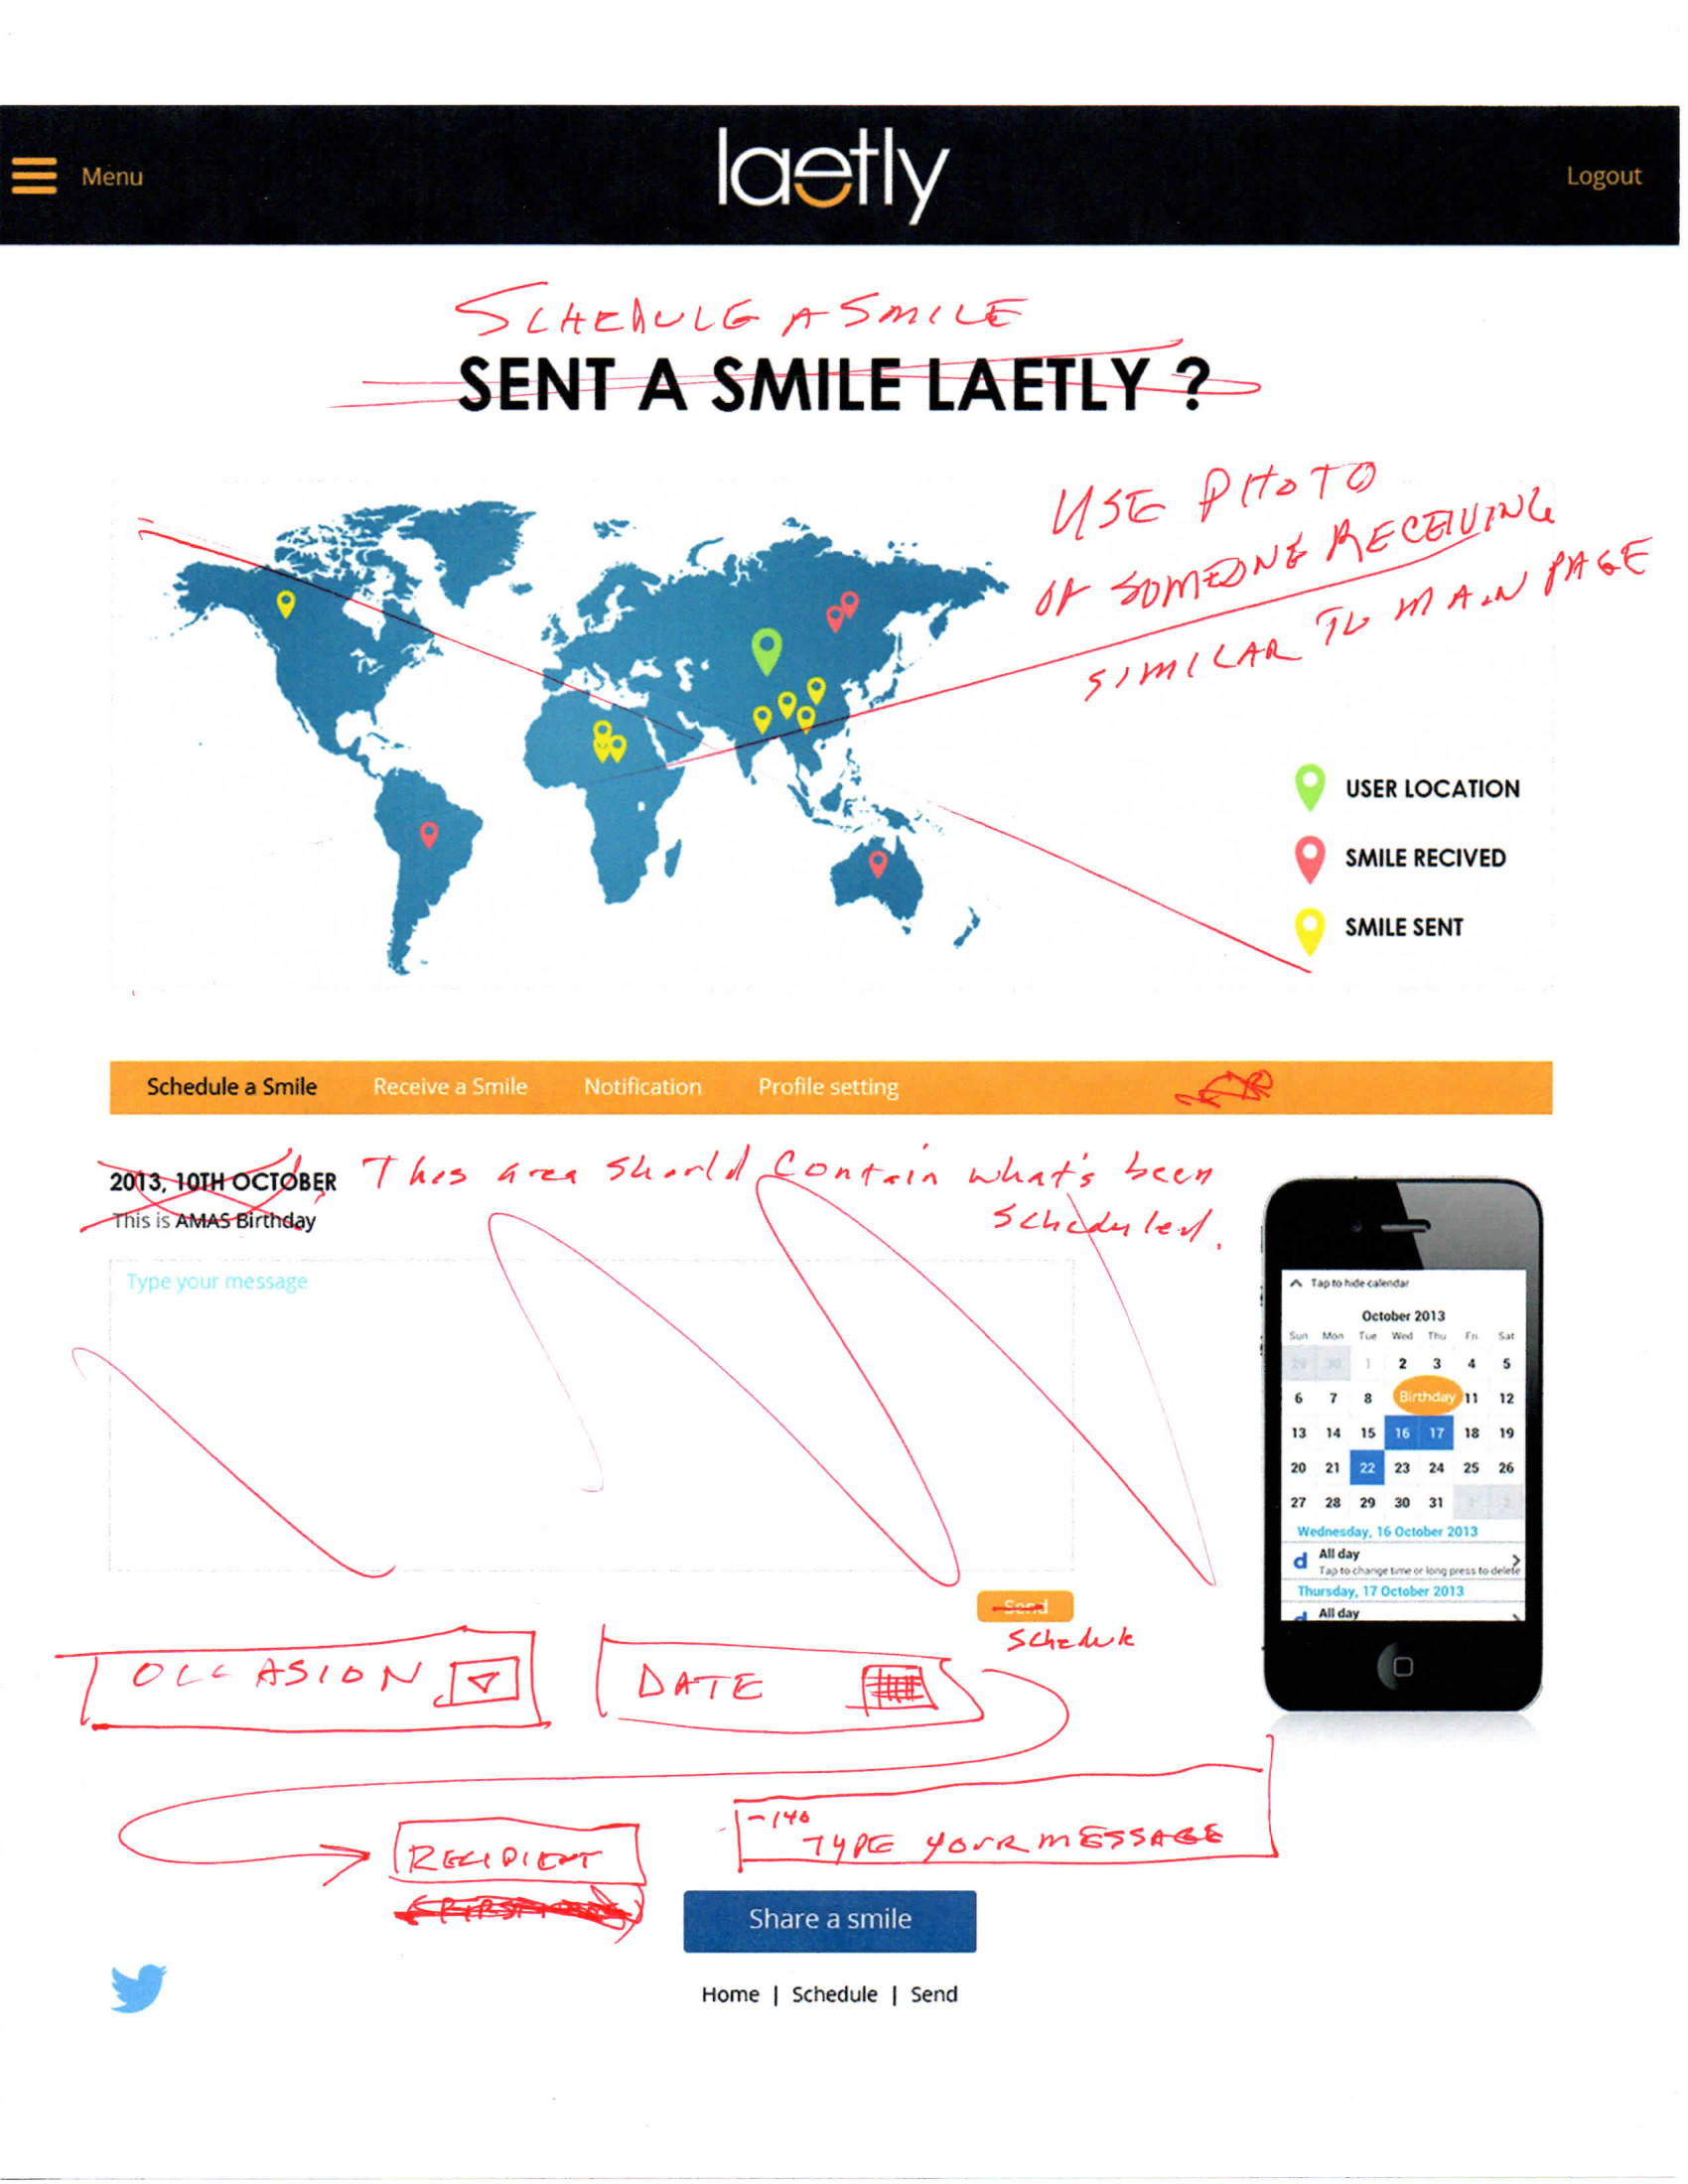 Menu
laetly
Logout
SCHEDULE A SMILE
SENT A SMILE LAETLY ?
USE PHOTO
OF SOMEONE RECEIVING
SIMILAR TO MAIN PAGE
USER LOCATION
SMILE RECIVED
SMILE SENT
Schedule a Smile Receive a Smile Notification Profile setting
2013, 10TH OCTOBER
This is AMAS Birthday
This area should contain what's been
scheduled.
Type your message
Send
Schedule
Tap to hide calendar
October 2013
Sun Mon Tue Wed Thu Fri Sat
29 30 1 2 3 4 5
6 7 8 Birthday 11 12
13 14 15 16 17 18 19
20 21 22 23 24 25 26
27 28 29 30 31 1 2
Wednesday, 16 October 2013
d All day
Tap to change time or long press to delete
Thursday, 17 October 2013
d All day
OCCASION
DATE
RECIPIENT
-140
TYPE YOUR MESSAGE
Share a smile
Home | Schedule | Send